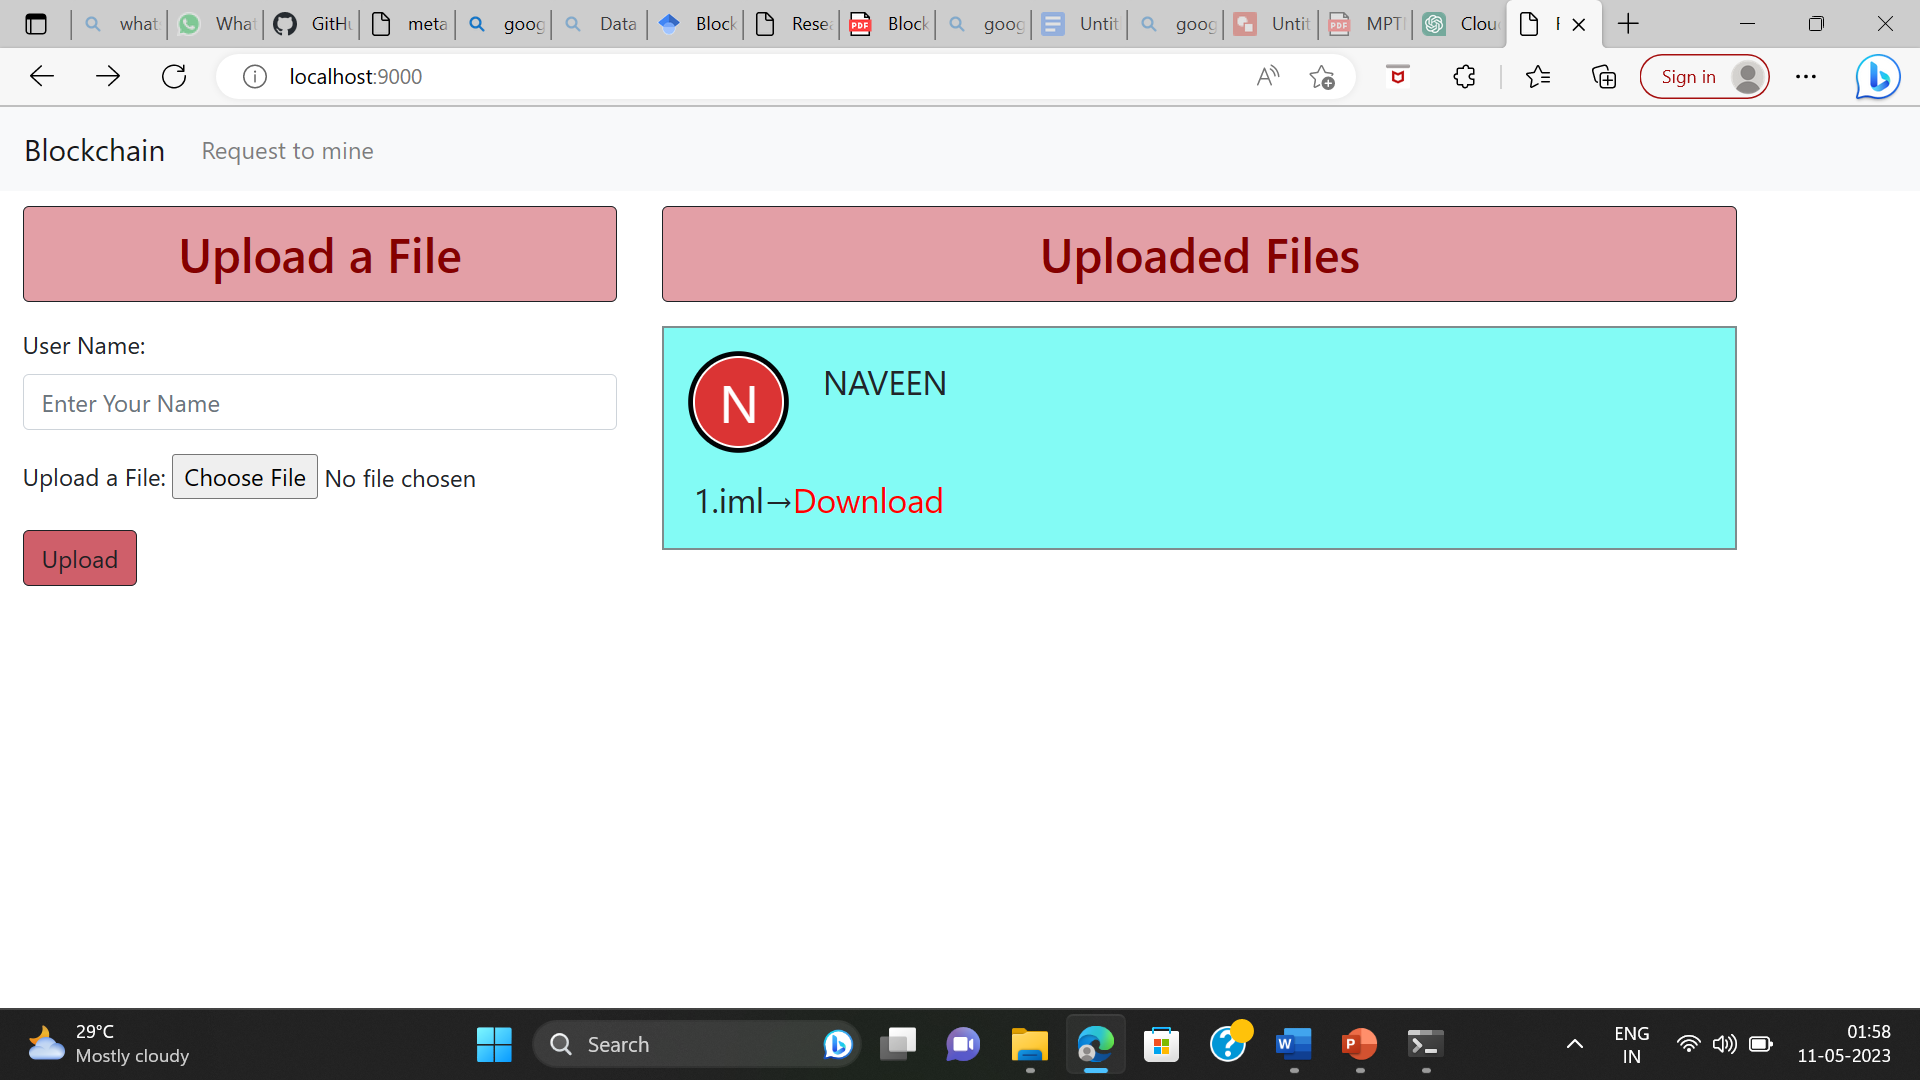 what What GitHu meta goog Data Block Rese Block goog Untit goog Untit MPTI Clou
localhost:9000
Sign in
Blockchain Request to mine
Upload a File
Uploaded Files
User Name:
Enter Your Name
Upload a File: Choose File No file chosen
Upload
N
NAVEEN
1.iml→Download
29°C
Mostly cloudy
Search
ENG
IN
01:58
11-05-2023